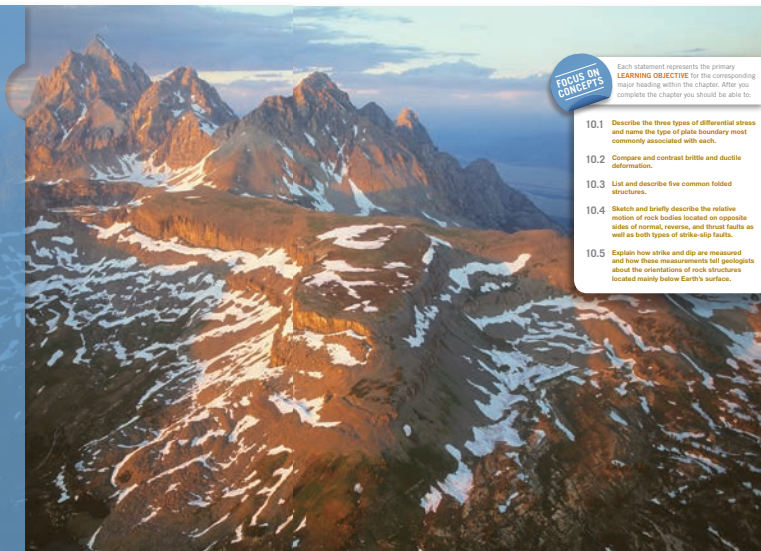 FOCUS ON
CONCEPTS
Each statement represents the primary
LEARNING OBJECTIVE for the corresponding
major heading within the chapter. After you
complete the chapter you should be able to:
10.1 Describe the three types of differential stress
and name the type of plate boundary most
commonly associated with each.
10.2 Compare and contrast brittle and ductile
deformation.
10.3 List and describe five common folded
structures.
10.4 Sketch and briefly describe the relative
motion of rock bodies located on opposite
sides of normal, reverse, and thrust faults as
well as both types of strike-slip faults.
10.5 Explain how strike and dip are measured
and how these measurements tell geologists
about the orientations of rock structures
located mainly below Earth's surface.